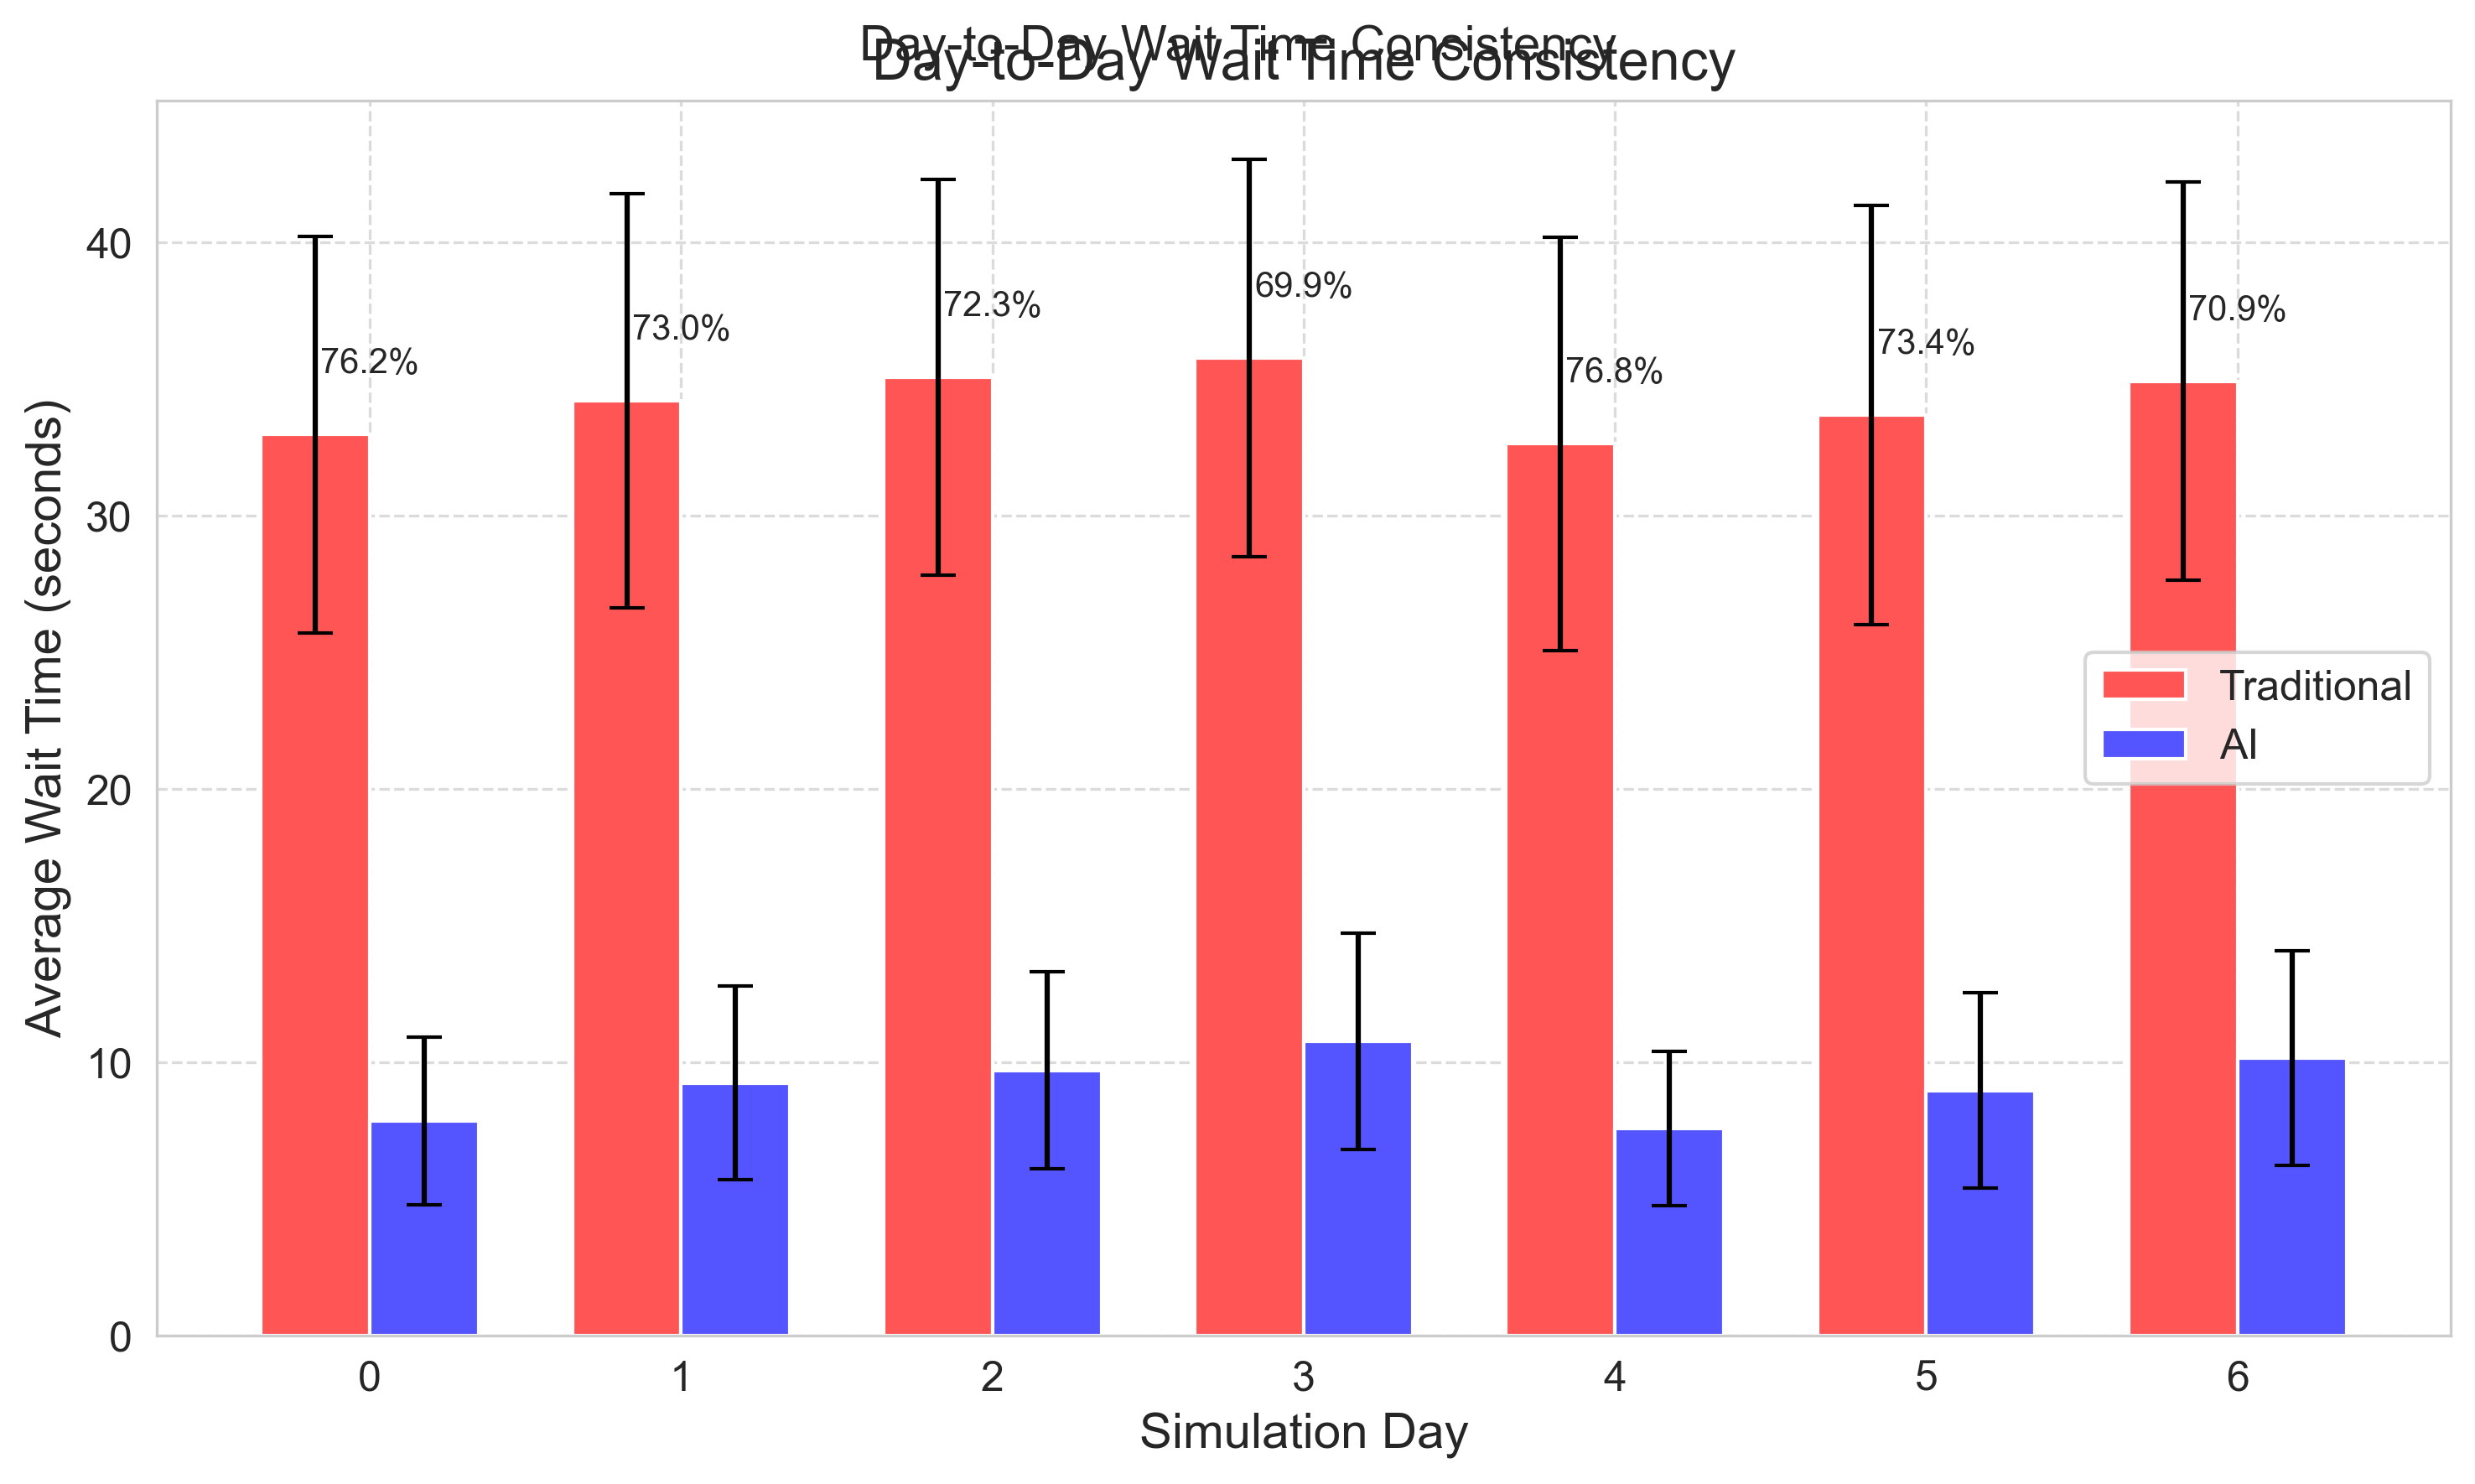 Day-to-Day Wait Time Consistency
Day-to-Day Wait Time Consistency
Average Wait Time (seconds)
40
30
20
10
0
76.2%
73.0%
72.3%
69.9%
76.8%
73.4%
70.9%
Traditional
AI
0 1 2 3 4 5 6
Simulation Day